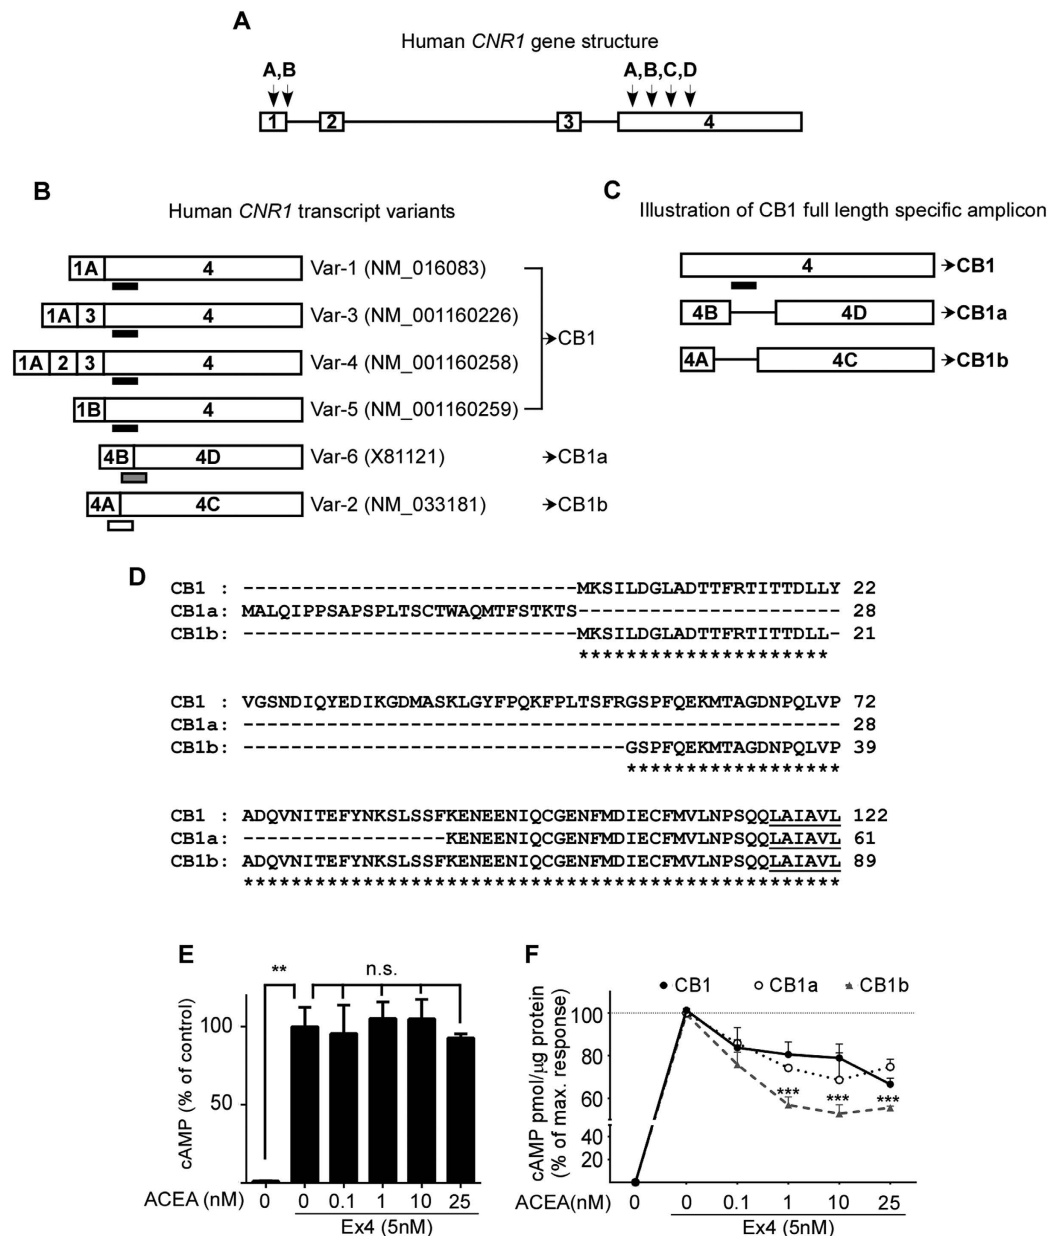 A
Human CNR1 gene structure
A,B
A,B,C,D
1
2
3
4
B
Human CNR1 transcript variants
1A 4 Var-1 (NM_016083)
1A 3 4 Var-3 (NM_001160226)
1A 2 3 4 Var-4 (NM_001160258)
1B 4 Var-5 (NM_001160259)
CB1
4B 4D Var-6 (X81121) CB1a
4A 4C Var-2 (NM_033181) CB1b
C
Illustration of CB1 full length specific amplicon
4 CB1
4B 4D CB1a
4A 4C CB1b
D
CB1 : ----------------------------MKSILDGLADTTFRTITTDLLY 22
CB1a: MALQIPPSAPSPLTSCTWAQMTFSTKTS---------------------- 28
CB1b: ----------------------------MKSILDGLADTTFRTITTDLL- 21
*********************
CB1 : VGSNDIQYEDIKGDMASKLGYFPQKFPLTSFRGSPFQEKMTAGDNPQLVP 72
CB1a: -------------------------------------------------- 28
CB1b: --------------------------------GSPFQEKMTAGDNPQLVP 39
******************
CB1 : ADQVNITEFYNKSLSSFKENEENIQCGENFMDIECFMVLNPSQQLAIAVL 122
CB1a: -----------------KENEENIQCGENFMDIECFMVLNPSQQLAIAVL 61
CB1b: ADQVNITEFYNKSLSSFKENEENIQCGENFMDIECFMVLNPSQQLAIAVL 89
**************************************************
E
** n.s.
cAMP (% of control)
100
50
ACEA (nM) 0 0 0.1 1 10 25
Ex4 (5nM)
F
CB1 CB1a CB1b
cAMP pmol/µg protein
(% of max. response)
100
80
60
40
20
*** *** ***
ACEA(nM) 0 0 0.1 1 10 25
Ex4 (5nM)